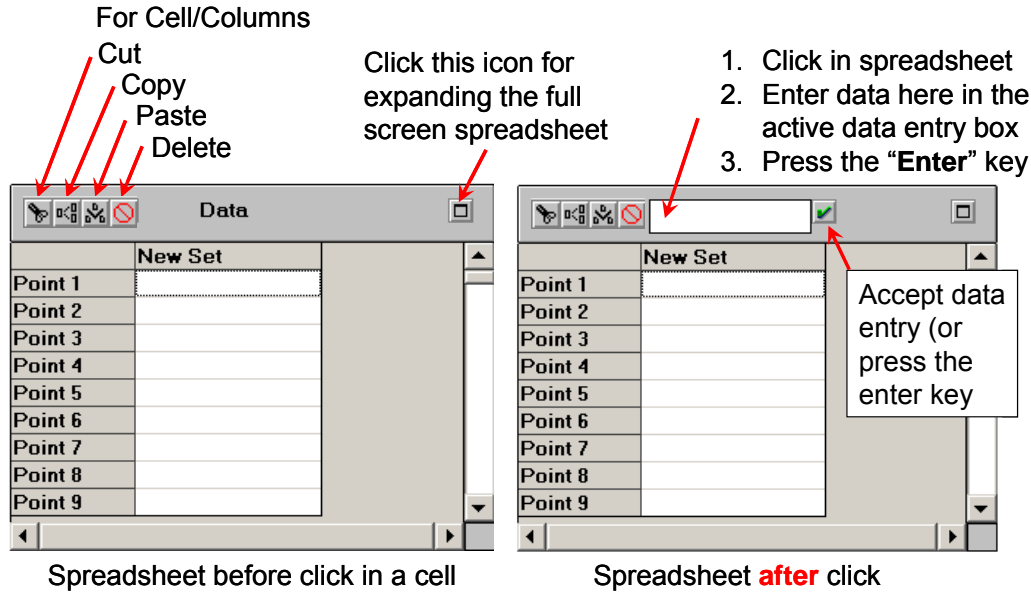 For Cell/Columns
Cut
Copy
Paste
Delete
Click this icon for
expanding the full
screen spreadsheet
1. Click in spreadsheet
2. Enter data here in the
active data entry box
3. Press the “Enter” key
Data
New Set
Point 1
Point 2
Point 3
Point 4
Point 5
Point 6
Point 7
Point 8
Point 9
New Set
Point 1
Point 2
Point 3
Point 4
Point 5
Point 6
Point 7
Point 8
Point 9
Accept data
entry (or
press the
enter key
Spreadsheet before click in a cell
Spreadsheet after click